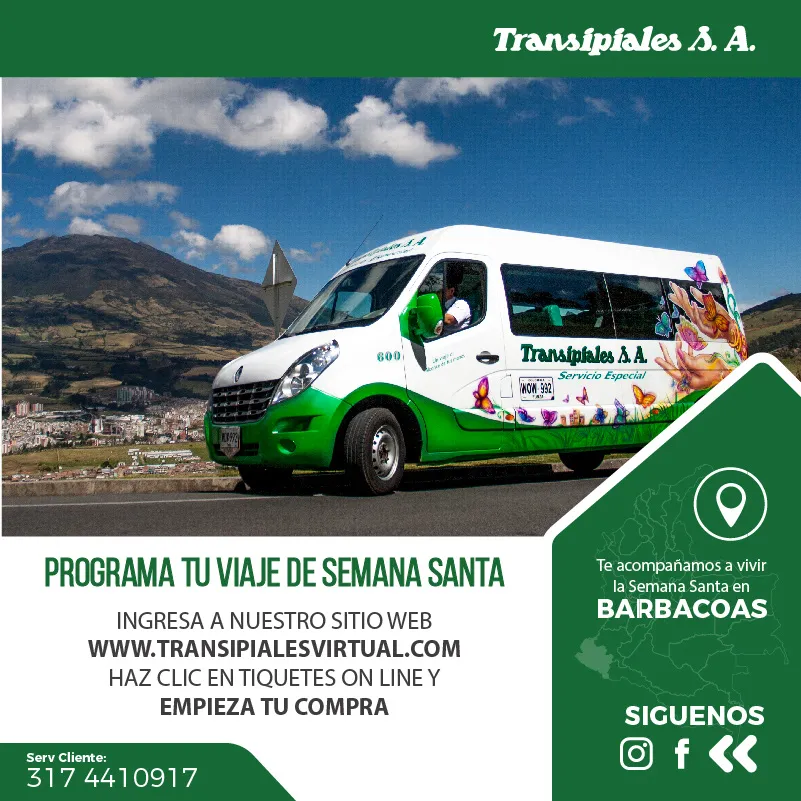 Transipiales S. A.
Transipiales S. A.
600
Transipiales S. A.
Servicio Especial
WOW 992
PROGRAMA TU VIAJE DE SEMANA SANTA
INGRESA A NUESTRO SITIO WEB
WWW.TRANSIPIALESVIRTUAL.COM
HAZ CLIC EN TIQUETES ON LINE Y
EMPIEZA TU COMPRA
Te acompañamos a vivir
la Semana Santa en
BARBACOAS
SIGUENOS
Serv Cliente:
317 4410917